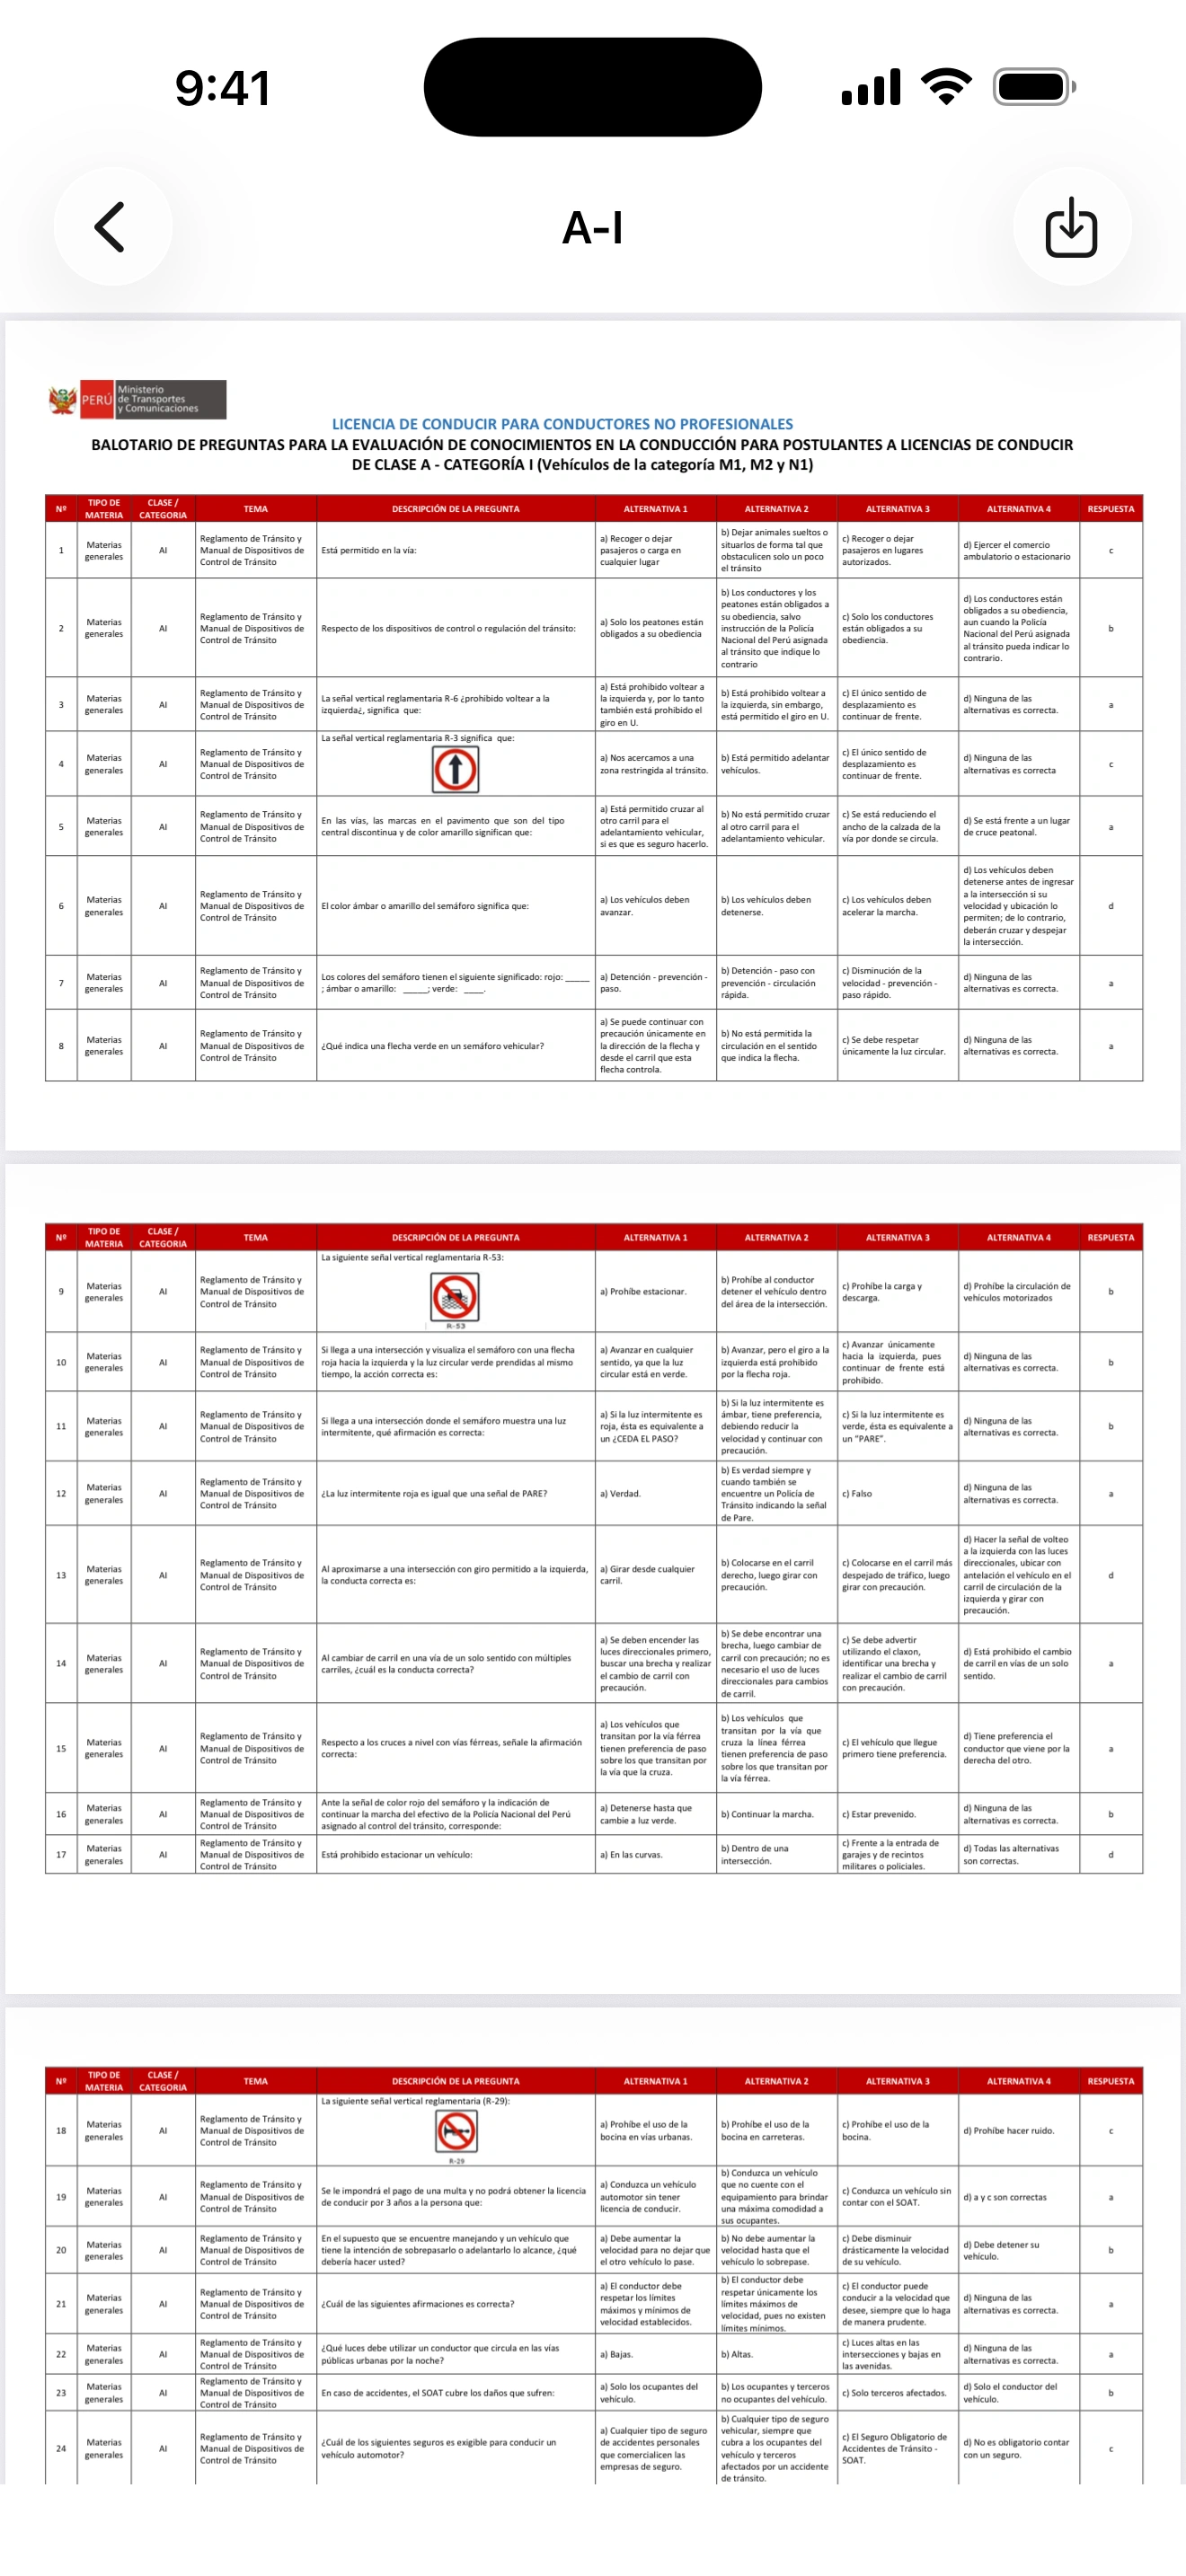 9:41
A-I
PERÚ
Ministerio
de Transportes
y Comunicaciones
LICENCIA DE CONDUCIR PARA CONDUCTORES NO PROFESIONALES
BALOTARIO DE PREGUNTAS PARA LA EVALUACIÓN DE CONOCIMIENTOS EN LA CONDUCCIÓN PARA POSTULANTES A LICENCIAS DE CONDUCIR
DE CLASE A - CATEGORÍA I (Vehículos de la categoría M1, M2 y N1)
Nº TIPO DE MATERIA CLASE / CATEGORIA TEMA DESCRIPCIÓN DE LA PREGUNTA ALTERNATIVA 1 ALTERNATIVA 2 ALTERNATIVA 3 ALTERNATIVA 4 RESPUESTA
1 Materias generales AI Reglamento de Tránsito y Manual de Dispositivos de Control de Tránsito Está permitido en la vía: a) Recoger o dejar pasajeros o carga en cualquier lugar b) Dejar animales sueltos o situarlos de forma tal que obstaculicen solo un poco el tránsito c) Recoger o dejar pasajeros en lugares autorizados. d) Ejercer el comercio ambulatorio o estacionario c
2 Materias generales AI Reglamento de Tránsito y Manual de Dispositivos de Control de Tránsito Respecto de los dispositivos de control o regulación del tránsito: a) Solo los peatones están obligados a su obediencia b) Los conductores y los peatones están obligados a su obediencia, salvo instrucción de la Policía Nacional del Perú asignada al tránsito que indique lo contrario c) Solo los conductores están obligados a su obediencia. d) Los conductores están obligados a su obediencia, aun cuando la Policía Nacional del Perú asignada al tránsito pueda indicar lo contrario. b
3 Materias generales AI Reglamento de Tránsito y Manual de Dispositivos de Control de Tránsito La señal vertical reglamentaria R-6 ¿prohibido voltear a la izquierda¿, significa que: a) Está prohibido voltear a la izquierda y, por lo tanto también está prohibido el giro en U. b) Está prohibido voltear a la izquierda, sin embargo, está permitido el giro en U. c) El único sentido de desplazamiento es continuar de frente. d) Ninguna de las alternativas es correcta. a
4 Materias generales AI Reglamento de Tránsito y Manual de Dispositivos de Control de Tránsito La señal vertical reglamentaria R-3 significa que: a) Nos acercamos a una zona restringida al tránsito. b) Está permitido adelantar vehículos. c) El único sentido de desplazamiento es continuar de frente. d) Ninguna de las alternativas es correcta c
5 Materias generales AI Reglamento de Tránsito y Manual de Dispositivos de Control de Tránsito En las vías, las marcas en el pavimento que son del tipo central discontinua y de color amarillo significan que: a) Está permitido cruzar al otro carril para el adelantamiento vehicular, si es que es seguro hacerlo. b) No está permitido cruzar al otro carril para el adelantamiento vehicular. c) Se está reduciendo el ancho de la calzada de la vía por donde se circula. d) Se está frente a un lugar de cruce peatonal. a
6 Materias generales AI Reglamento de Tránsito y Manual de Dispositivos de Control de Tránsito El color ámbar o amarillo del semáforo significa que: a) Los vehículos deben avanzar. b) Los vehículos deben detenerse. c) Los vehículos deben acelerar la marcha. d) Los vehículos deben detenerse antes de ingresar a la intersección si su velocidad y ubicación lo permiten; de lo contrario, deberán cruzar y despejar la intersección. d
7 Materias generales AI Reglamento de Tránsito y Manual de Dispositivos de Control de Tránsito Los colores del semáforo tienen el siguiente significado: rojo: _____ ; ámbar o amarillo: _____; verde: ____. a) Detención - prevención - paso. b) Detención - paso con prevención - circulación rápida. c) Disminución de la velocidad - prevención - paso rápido. d) Ninguna de las alternativas es correcta. a
8 Materias generales AI Reglamento de Tránsito y Manual de Dispositivos de Control de Tránsito ¿Qué indica una flecha verde en un semáforo vehicular? a) Se puede continuar con precaución únicamente en la dirección de la flecha y desde el carril que esta flecha controla. b) No está permitida la circulación en el sentido que indica la flecha. c) Se debe respetar únicamente la luz circular. d) Ninguna de las alternativas es correcta. a
Nº TIPO DE MATERIA CLASE / CATEGORIA TEMA DESCRIPCIÓN DE LA PREGUNTA ALTERNATIVA 1 ALTERNATIVA 2 ALTERNATIVA 3 ALTERNATIVA 4 RESPUESTA
9 Materias generales AI Reglamento de Tránsito y Manual de Dispositivos de Control de Tránsito La siguiente señal vertical reglamentaria R-53: R-53 a) Prohíbe estacionar. b) Prohíbe al conductor detener el vehículo dentro del área de la intersección. c) Prohíbe la carga y descarga. d) Prohíbe la circulación de vehículos motorizados b
10 Materias generales AI Reglamento de Tránsito y Manual de Dispositivos de Control de Tránsito Si llega a una intersección y visualiza el semáforo con una flecha roja hacia la izquierda y la luz circular verde prendidas al mismo tiempo, la acción correcta es: a) Avanzar en cualquier sentido, ya que la luz circular está en verde. b) Avanzar, pero el giro a la izquierda está prohibido por la flecha roja. c) Avanzar únicamente hacia la izquierda, pues continuar de frente está prohibido. d) Ninguna de las alternativas es correcta. b
11 Materias generales AI Reglamento de Tránsito y Manual de Dispositivos de Control de Tránsito Si llega a una intersección donde el semáforo muestra una luz intermitente, qué afirmación es correcta: a) Si la luz intermitente es roja, ésta es equivalente a un ¿CEDA EL PASO? b) Si la luz intermitente es ámbar, tiene preferencia, debiendo reducir la velocidad y continuar con precaución. c) Si la luz intermitente es verde, ésta es equivalente a un "PARE". d) Ninguna de las alternativas es correcta. b
12 Materias generales AI Reglamento de Tránsito y Manual de Dispositivos de Control de Tránsito ¿La luz intermitente roja es igual que una señal de PARE? a) Verdad. b) Es verdad siempre y cuando también se encuentre un Policía de Tránsito indicando la señal de Pare. c) Falso d) Ninguna de las alternativas es correcta. a
13 Materias generales AI Reglamento de Tránsito y Manual de Dispositivos de Control de Tránsito Al aproximarse a una intersección con giro permitido a la izquierda, la conducta correcta es: a) Girar desde cualquier carril. b) Colocarse en el carril derecho, luego girar con precaución. c) Colocarse en el carril más despejado de tráfico, luego girar con precaución. d) Hacer la señal de volteo a la izquierda con las luces direccionales, ubicar con antelación el vehículo en el carril de circulación de la izquierda y girar con precaución. d
14 Materias generales AI Reglamento de Tránsito y Manual de Dispositivos de Control de Tránsito Al cambiar de carril en una vía de un solo sentido con múltiples carriles, ¿cuál es la conducta correcta? a) Se deben encender las luces direccionales primero, buscar una brecha y realizar el cambio de carril con precaución. b) Se debe encontrar una brecha, luego cambiar de carril con precaución; no es necesario el uso de luces direccionales para cambios de carril. c) Se debe advertir utilizando el claxon, identificar una brecha y realizar el cambio de carril con precaución. d) Está prohibido el cambio de carril en vías de un solo sentido. a
15 Materias generales AI Reglamento de Tránsito y Manual de Dispositivos de Control de Tránsito Respecto a los cruces a nivel con vías férreas, señale la afirmación correcta: a) Los vehículos que transitan por la vía férrea tienen preferencia de paso sobre los que transitan por la vía que la cruza. b) Los vehículos que transitan por la vía que cruza la línea férrea tienen preferencia de paso sobre los que transitan por la vía férrea. c) El vehículo que llegue primero tiene preferencia. d) Tiene preferencia el conductor que viene por la derecha del otro. a
16 Materias generales AI Reglamento de Tránsito y Manual de Dispositivos de Control de Tránsito Ante la señal de color rojo del semáforo y la indicación de continuar la marcha del efectivo de la Policía Nacional del Perú asignado al control del tránsito, corresponde: a) Detenerse hasta que cambie a luz verde. b) Continuar la marcha. c) Estar prevenido. d) Ninguna de las alternativas es correcta. b
17 Materias generales AI Reglamento de Tránsito y Manual de Dispositivos de Control de Tránsito Está prohibido estacionar un vehículo: a) En las curvas. b) Dentro de una intersección. c) Frente a la entrada de garajes y de recintos militares o policiales. d) Todas las alternativas son correctas. d
Nº TIPO DE MATERIA CLASE / CATEGORIA TEMA DESCRIPCIÓN DE LA PREGUNTA ALTERNATIVA 1 ALTERNATIVA 2 ALTERNATIVA 3 ALTERNATIVA 4 RESPUESTA
18 Materias generales AI Reglamento de Tránsito y Manual de Dispositivos de Control de Tránsito La siguiente señal vertical reglamentaria (R-29): R-29 a) Prohíbe el uso de la bocina en vías urbanas. b) Prohíbe el uso de la bocina en carreteras. c) Prohíbe el uso de la bocina. d) Prohíbe hacer ruido. c
19 Materias generales AI Reglamento de Tránsito y Manual de Dispositivos de Control de Tránsito Se le impondrá el pago de una multa y no podrá obtener la licencia de conducir por 3 años a la persona que: a) Conduzca un vehículo automotor sin tener licencia de conducir. b) Conduzca un vehículo que no cuente con el equipamiento para brindar una máxima comodidad a sus ocupantes. c) Conduzca un vehículo sin contar con el SOAT. d) a y c son correctas a
20 Materias generales AI Reglamento de Tránsito y Manual de Dispositivos de Control de Tránsito En el supuesto que se encuentre manejando y un vehículo que tiene la intención de sobrepasarlo o adelantarlo lo alcance, ¿qué debería hacer usted? a) Debe aumentar la velocidad para no dejar que el otro vehículo lo pase. b) No debe aumentar la velocidad hasta que el vehículo lo sobrepase. c) Debe disminuir drásticamente la velocidad de su vehículo. d) Debe detener su vehículo. b
21 Materias generales AI Reglamento de Tránsito y Manual de Dispositivos de Control de Tránsito ¿Cuál de las siguientes afirmaciones es correcta? a) El conductor debe respetar los límites máximos y mínimos de velocidad establecidos. b) El conductor debe respetar únicamente los límites máximos de velocidad, pues no existen límites mínimos. c) El conductor puede conducir a la velocidad que desee, siempre que lo haga de manera prudente. d) Ninguna de las alternativas es correcta. a
22 Materias generales AI Reglamento de Tránsito y Manual de Dispositivos de Control de Tránsito ¿Qué luces debe utilizar un conductor que circula en las vías públicas urbanas por la noche? a) Bajas. b) Altas. c) Luces altas en las intersecciones y bajas en las avenidas. d) Ninguna de las alternativas es correcta. a
23 Materias generales AI Reglamento de Tránsito y Manual de Dispositivos de Control de Tránsito En caso de accidentes, el SOAT cubre los daños que sufren: a) Solo los ocupantes del vehículo. b) Los ocupantes y terceros no ocupantes del vehículo. c) Solo terceros afectados. d) Solo el conductor del vehículo. b
24 Materias generales AI Reglamento de Tránsito y Manual de Dispositivos de Control de Tránsito ¿Cuál de los siguientes seguros es exigible para conducir un vehículo automotor? a) Cualquier tipo de seguro de accidentes personales que comercialicen las empresas de seguro. b) Cualquier tipo de seguro vehicular, siempre que cubra a los ocupantes del vehículo y terceros afectados por un accidente de tránsito. c) El Seguro Obligatorio de Accidentes de Tránsito - SOAT. d) No es obligatorio contar con un seguro. c